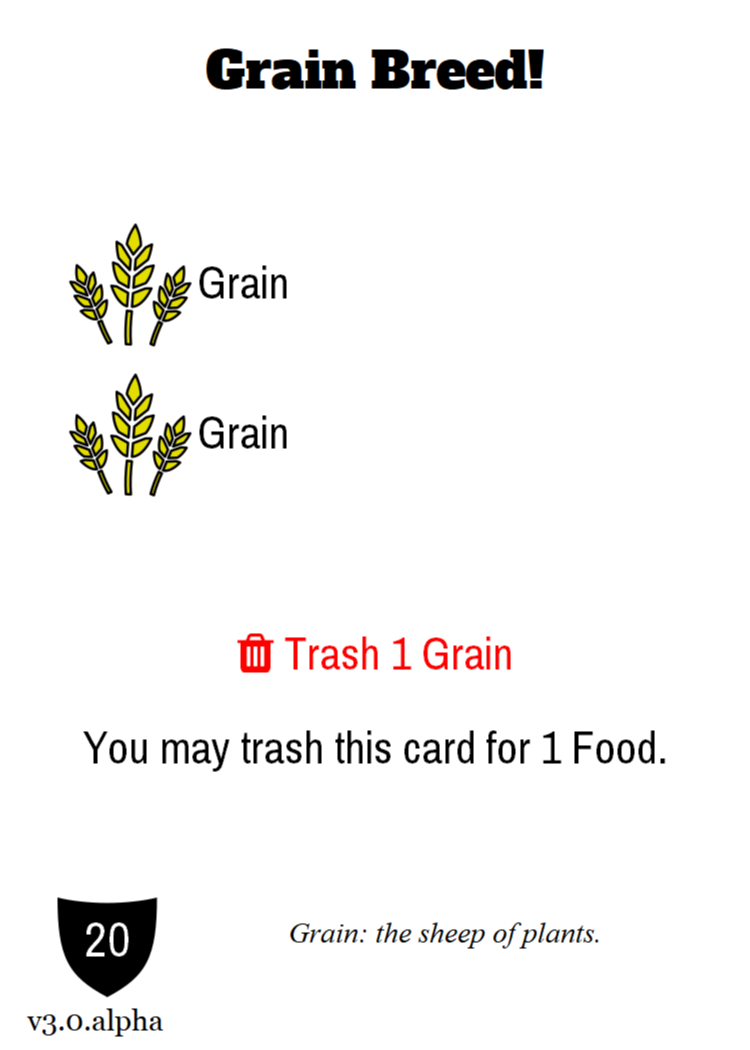 Grain Breed!
Grain
Grain
Trash 1 Grain
You may trash this card for 1 Food.
20
Grain: the sheep of plants.
v3.0.alpha